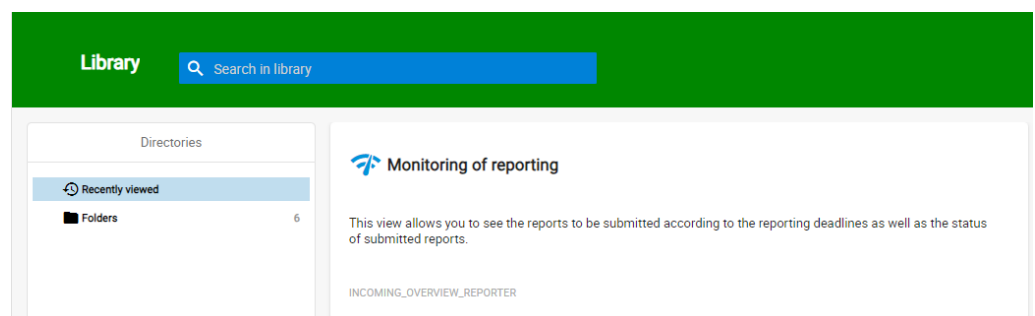 Library
Search in library
Directories
Recently viewed
Folders 6
Monitoring of reporting
This view allows you to see the reports to be submitted according to the reporting deadlines as well as the status
of submitted reports.
INCOMING_OVERVIEW_REPORTER